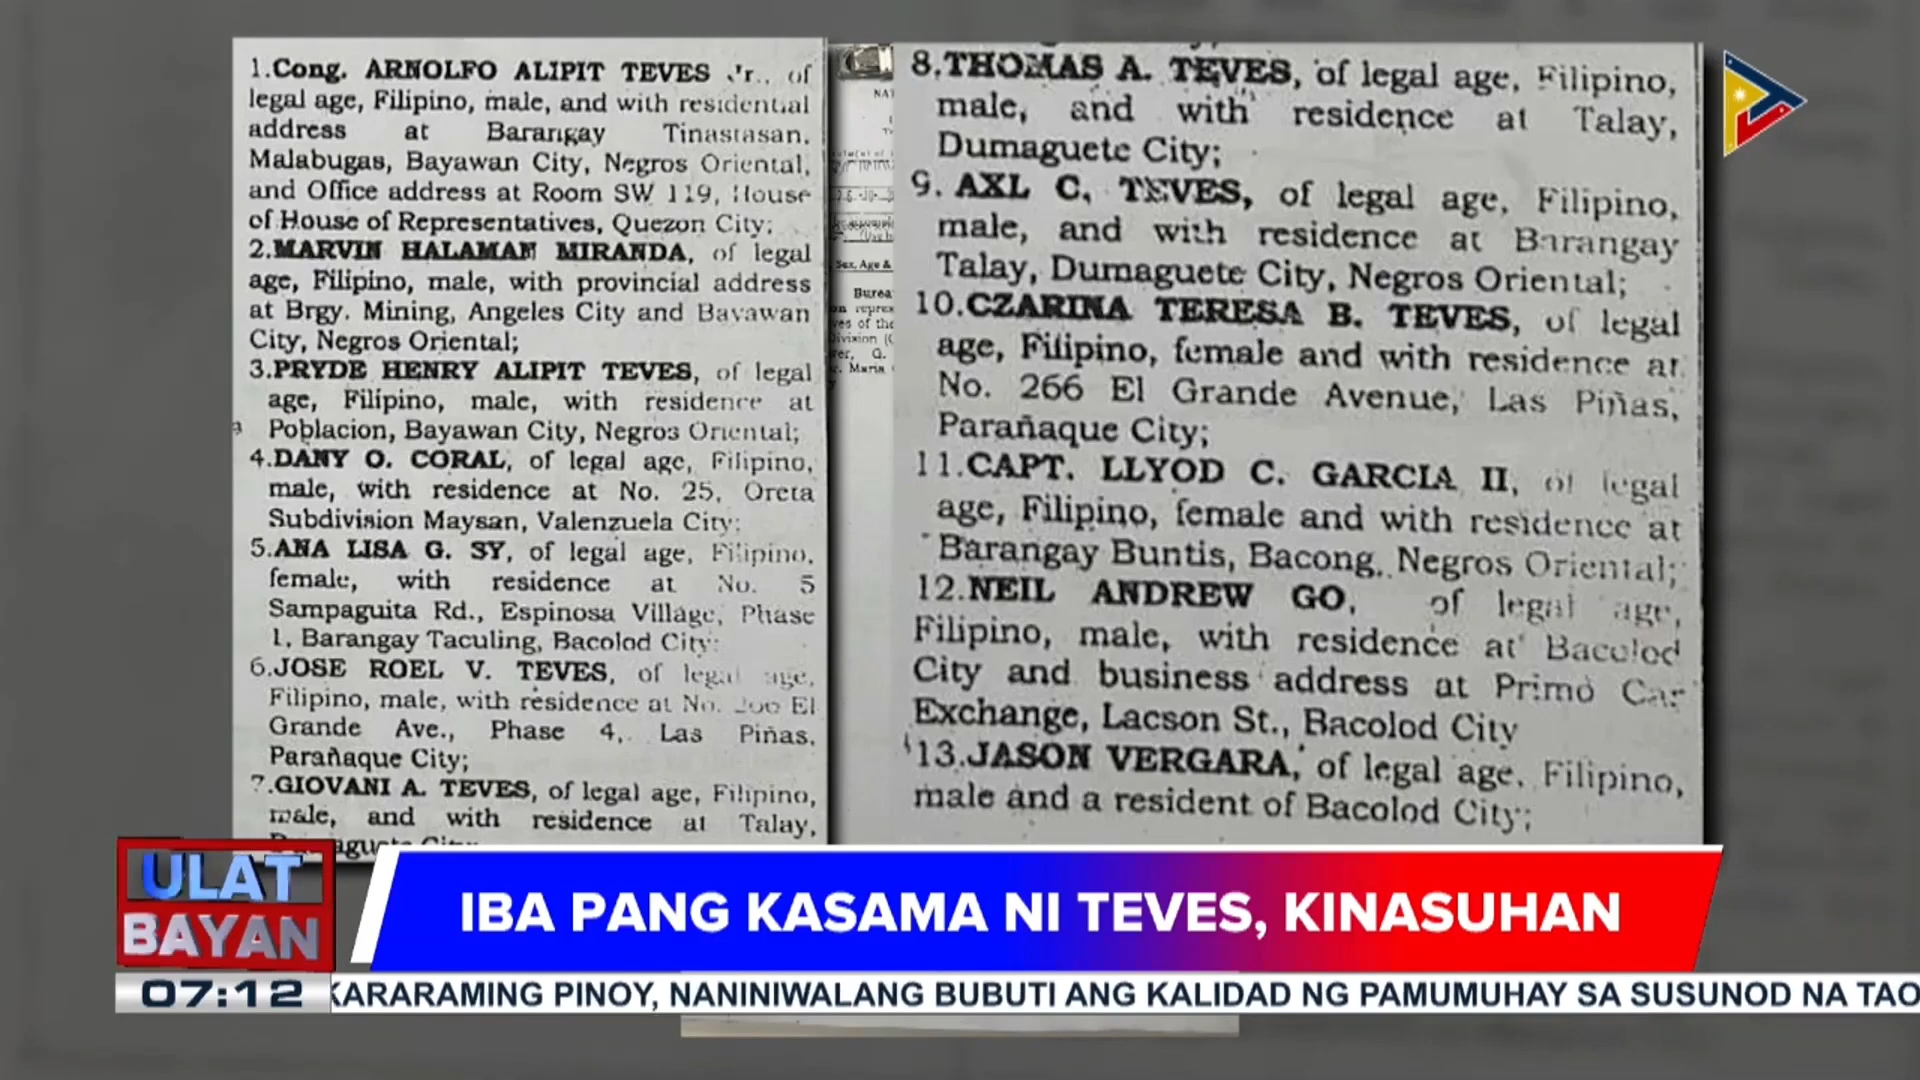 1.Cong. ARNOLFO ALIPIT TEVES Jr., of
legal age, Filipino, male, and with residential
address at Barangay Tinastasan,
Malabugas, Bayawan City, Negros Oriental,
and Office address at Room SW 119, House
of House of Representatives, Quezon City;
2.MARVIN HALAMAN MIRANDA, of legal
age, Filipino, male, with provincial address
at Brgy. Mining, Angeles City and Bayawan
City, Negros Oriental;
3.PRYDE HENRY ALIPIT TEVES, of legal
age, Filipino, male, with residence at
Poblacion, Bayawan City, Negros Oriental;
4.DANY O. CORAL, of legal age, Filipino,
male, with residence at No. 25, Oreta
Subdivision Maysan, Valenzuela City;
5.ANA LISA G. SY, of legal age, Filipino,
female, with residence at No. 5
Sampaguita Rd., Espinosa Village, Phase
1, Barangay Taculing, Bacolod City;
6.JOSE ROEL V. TEVES, of legal age,
Filipino, male, with residence at No. 266 El
Grande Ave., Phase 4, Las Piñas,
Parañaque City;
7.GIOVANI A. TEVES, of legal age, Filipino,
male, and with residence at Talay,
8.THOMAS A. TEVES, of legal age, Filipino,
male, and with residence at Talay,
Dumaguete City;
9. AXL C. TEVES, of legal age, Filipino,
male, and with residence at Barangay
Talay, Dumaguete City, Negros Oriental;
10.CZARINA TERESA B. TEVES, of legal
age, Filipino, female and with residence at
No. 266 El Grande Avenue, Las Piñas,
Parañaque City;
11.CAPT. LLYOD C. GARCIA II, of legal
age, Filipino, female and with residence at
Barangay Buntis, Bacong, Negros Oriental;
12.NEIL ANDREW GO, of legal age,
Filipino, male, with residence at Bacolod
City and business address at Primo Car
Exchange, Lacson St., Bacolod City
13.JASON VERGARA, of legal age, Filipino,
male and a resident of Bacolod City;
Sex, Age &
ULAT
BAYAN
IBA PANG KASAMA NI TEVES, KINASUHAN
07:12
KARARAMING PINOY, NANINIWALANG BUBUTI ANG KALIDAD NG PAMUMUHAY SA SUSUNOD NA TAO